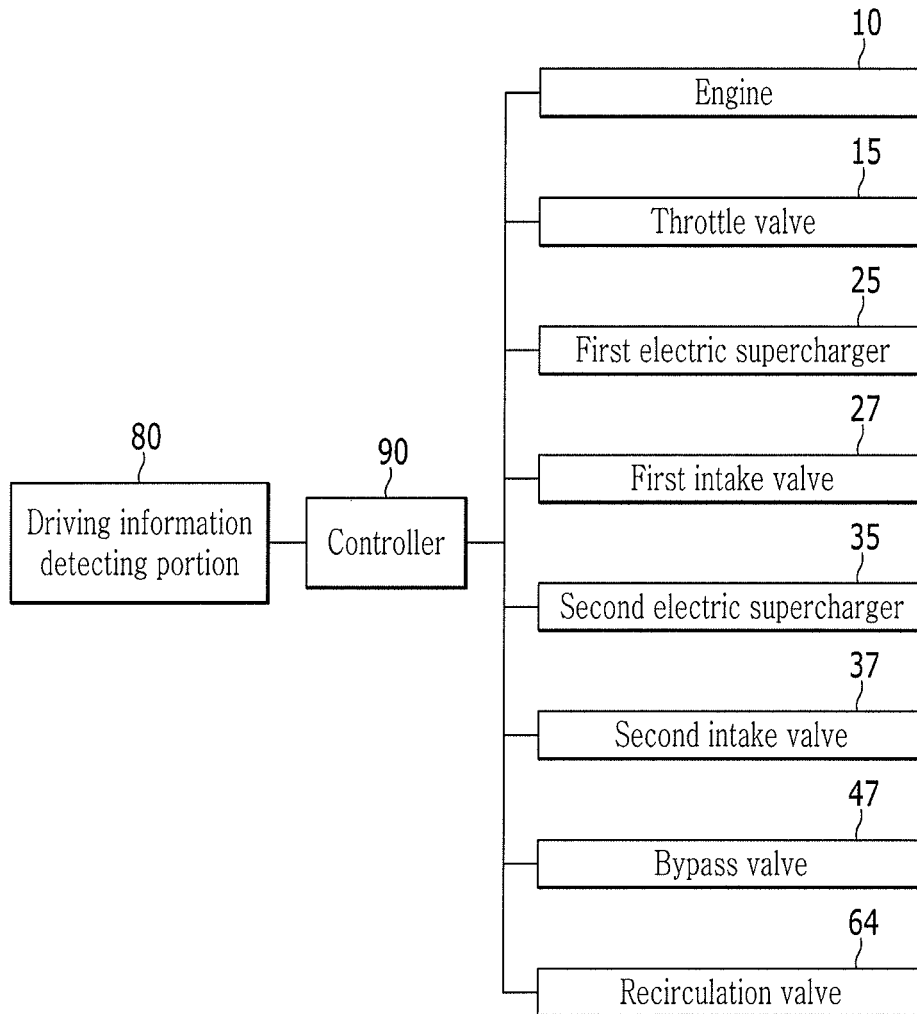 10
Engine
15
Throttle valve
25
First electric supercharger
27
First intake valve
80
Driving information
detecting portion
90
Controller
35
Second electric supercharger
37
Second intake valve
47
Bypass valve
64
Recirculation valve